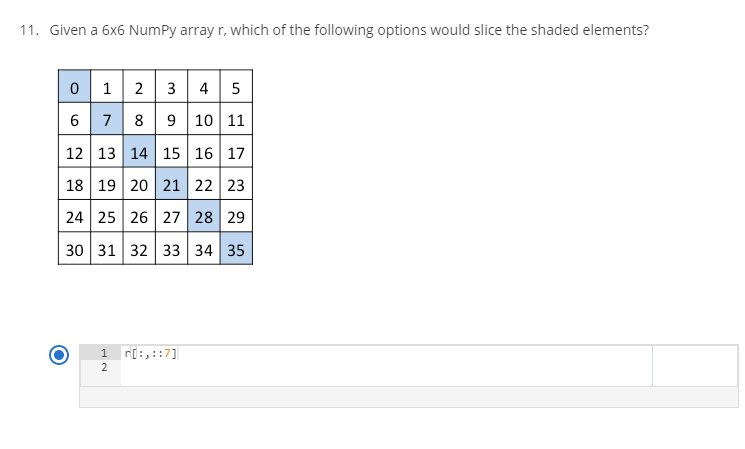 11. Given a 6x6 NumPy array r, which of the following options would slice the shaded elements?
0 1 2 3 4 5
6 7 8 9 10 11
12 13 14 15 16 17
18 19 20 21 22 23
24 25 26 27 28 29
30 31 32 33 34 35
1 r[:,::7]
2